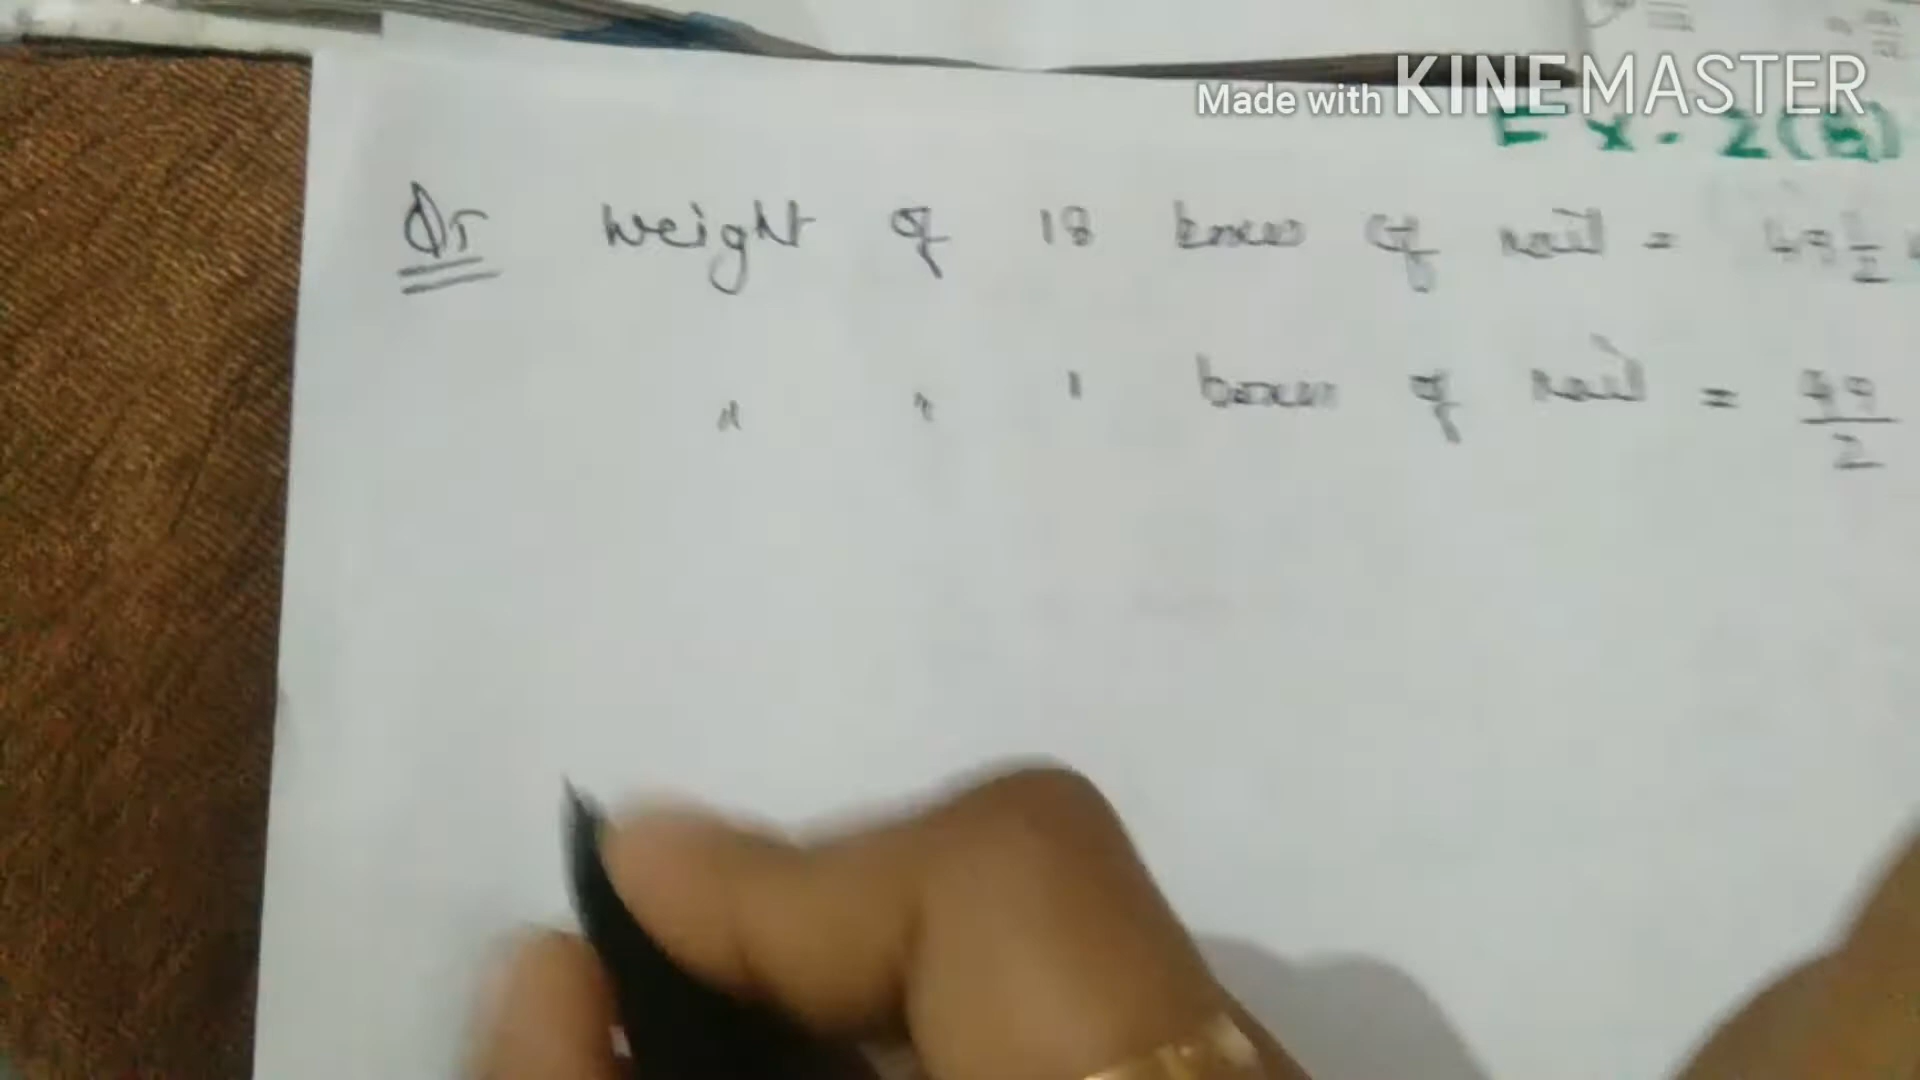 Made with KINEMASTER
Ex-2(B)
Q5 Weight of 18 boxes of nail = 49 1/2
" " 1 boxes of nail = 99/2